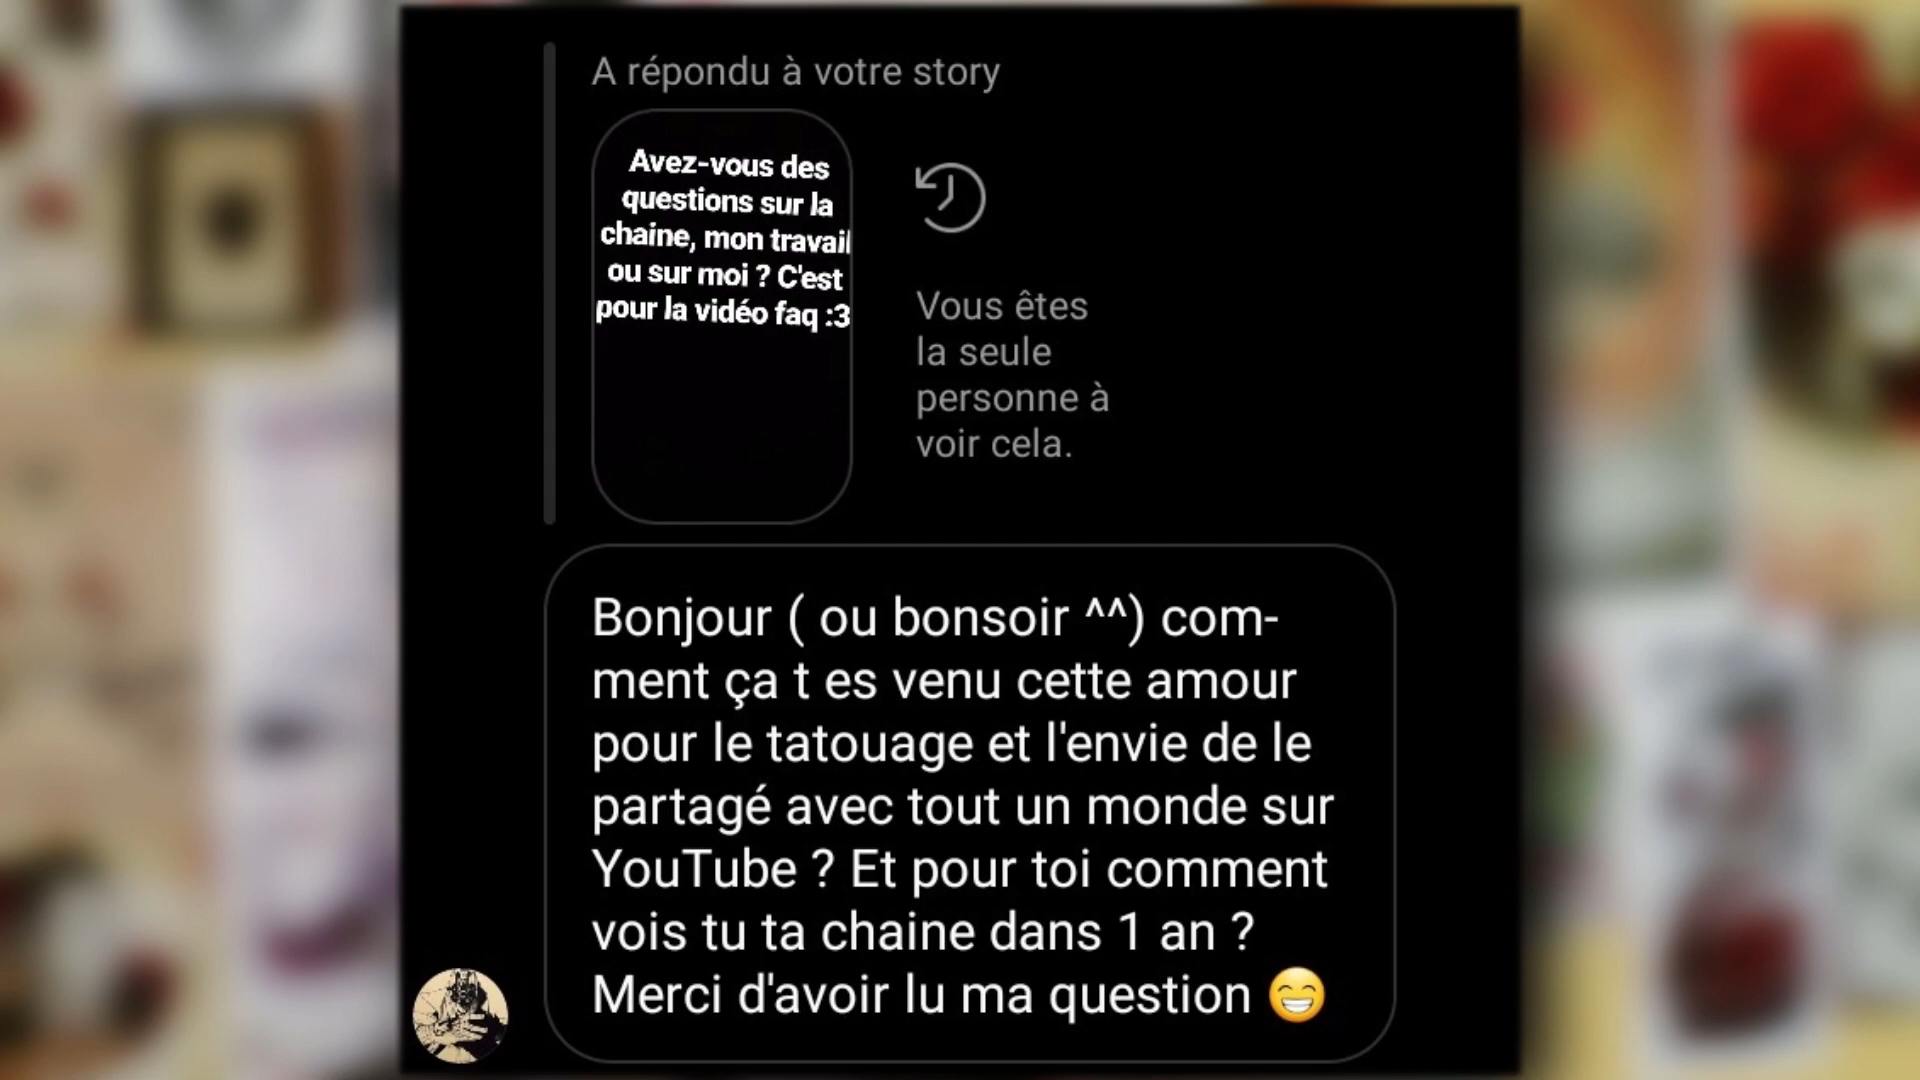 A répondu à votre story
Avez-vous des
questions sur la
chaine, mon travail
ou sur moi ? C'est
pour la vidéo faq :3
Vous êtes
la seule
personne à
voir cela.
Bonjour ( ou bonsoir ^^) com-
ment ça t es venu cette amour
pour le tatouage et l'envie de le
partagé avec tout un monde sur
YouTube ? Et pour toi comment
vois tu ta chaine dans 1 an ?
Merci d'avoir lu ma question 😁